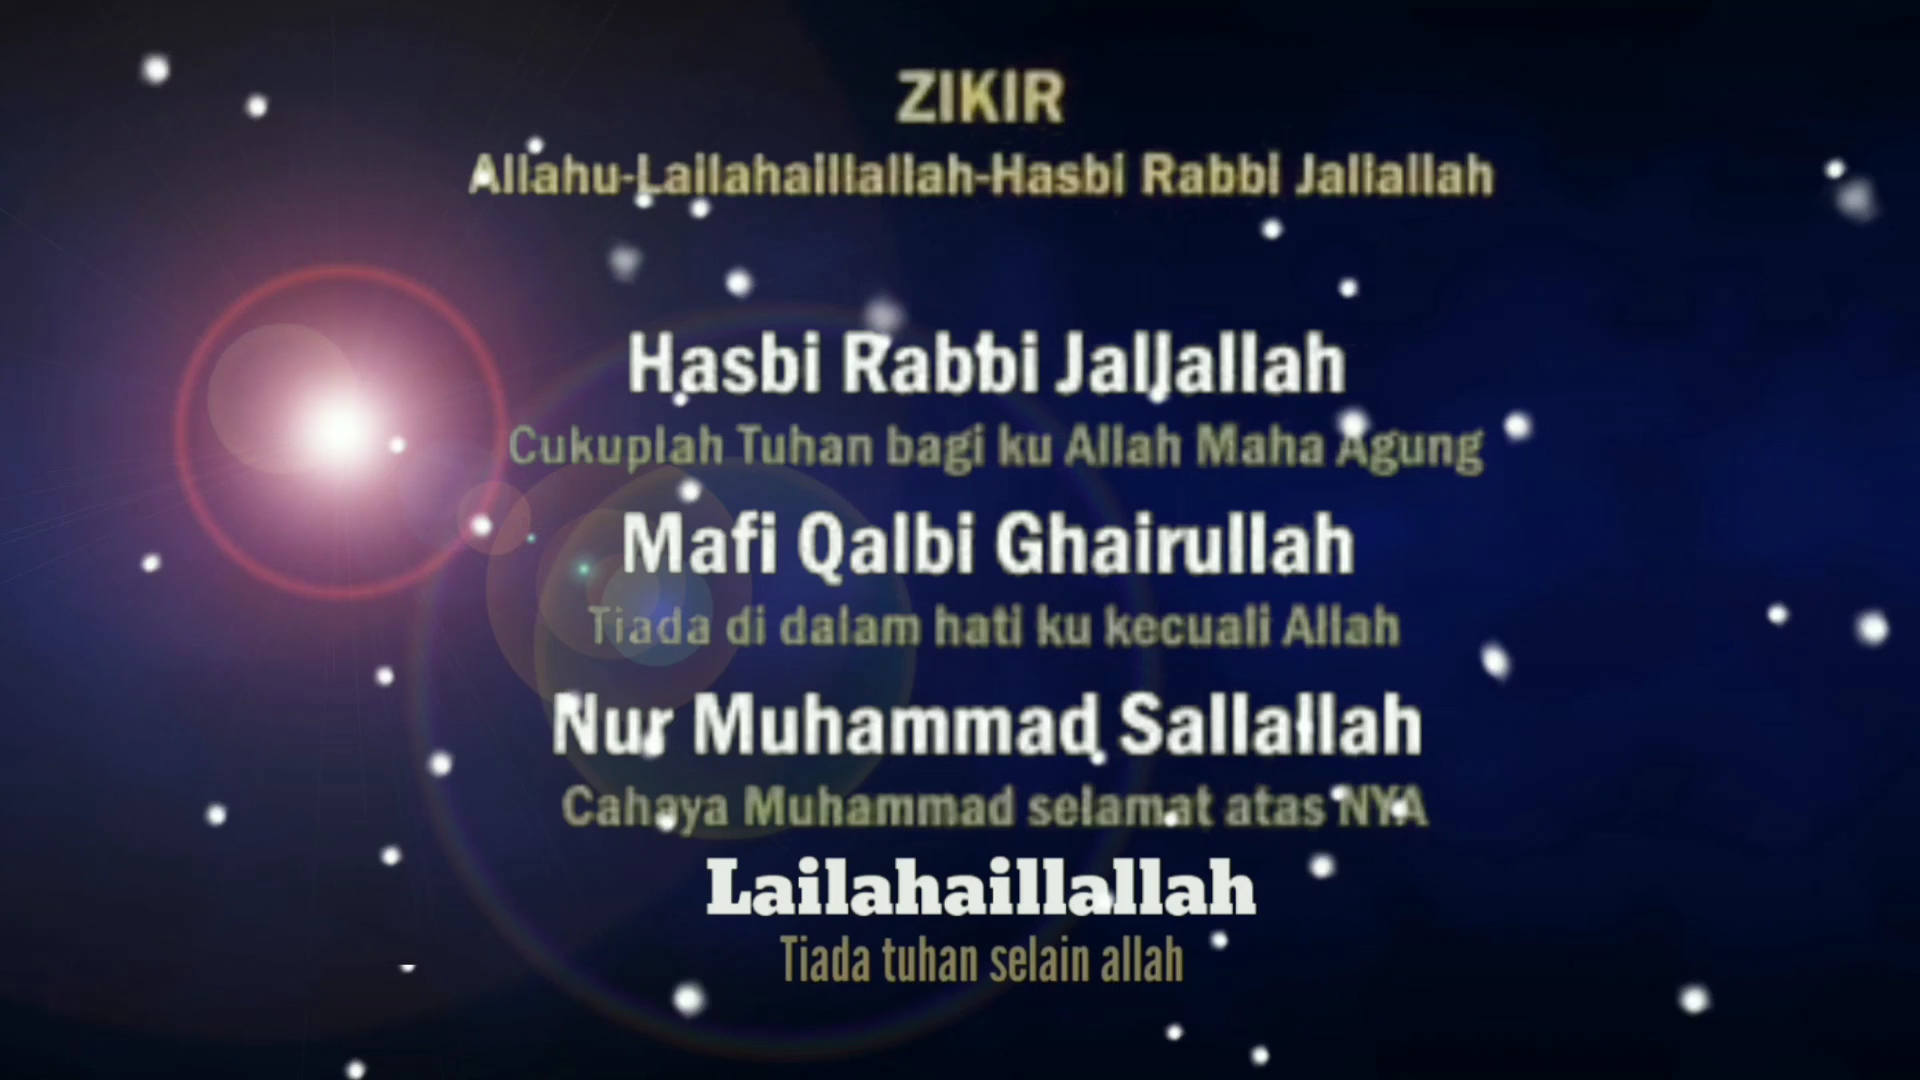 ZIKIR
Allahu-Lailahaillallah-Hasbi Rabbi Jallallah
Hasbi Rabbi Jallallah
Cukuplah Tuhan bagi ku Allah Maha Agung
Mafi Qalbi Ghairullah
Tiada di dalam hati ku kecuali Allah
Nur Muhammad Sallallah
Cahaya Muhammad selamat atas NYA
Lailahaillallah
Tiada tuhan selain allah